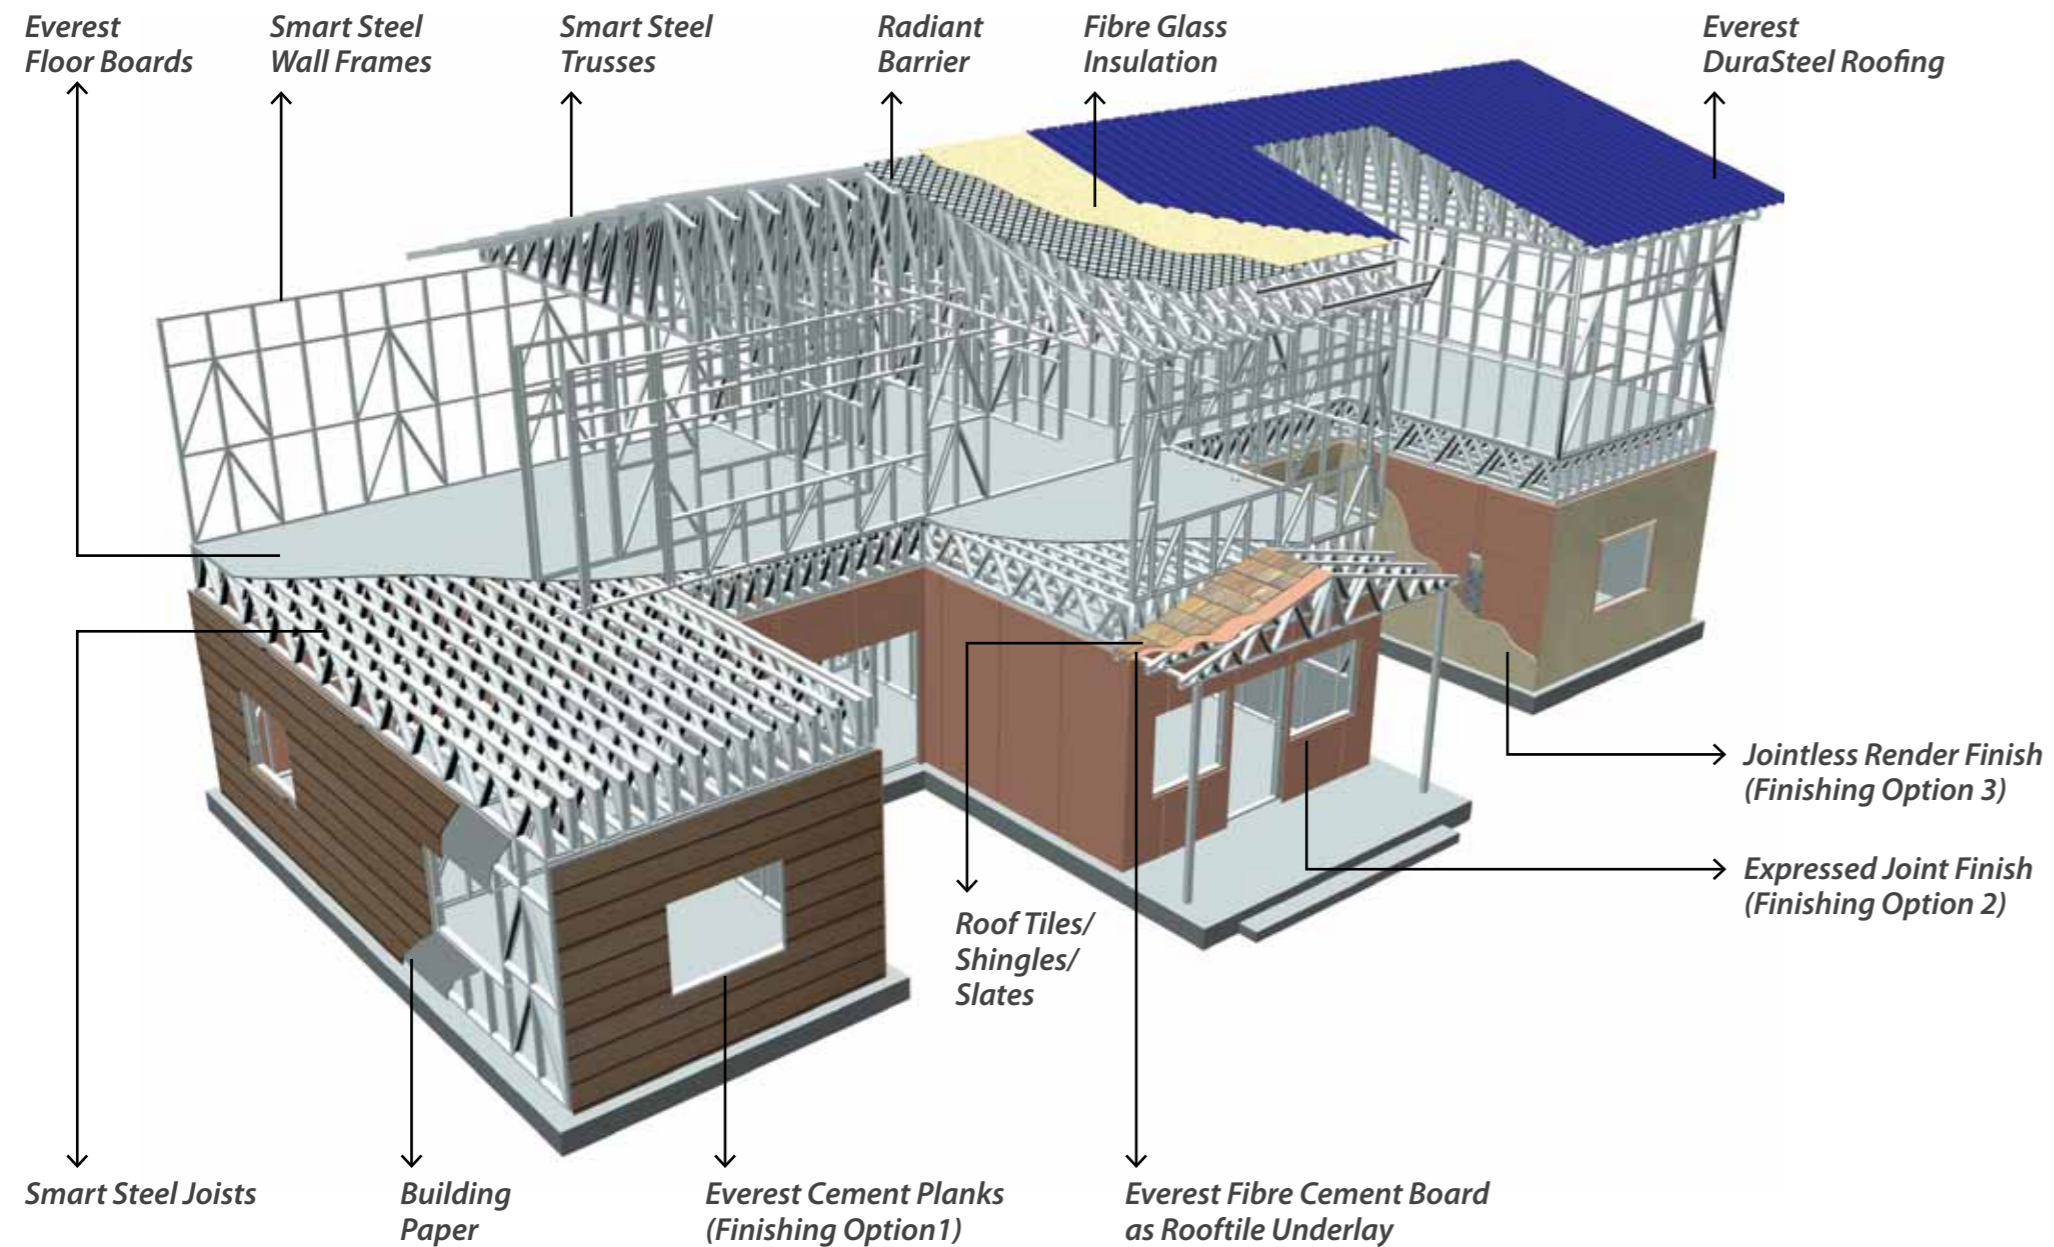 Everest
Floor Boards
Smart Steel
Wall Frames
Smart Steel
Trusses
Radiant
Barrier
Fibre Glass
Insulation
Everest
DuraSteel Roofing
Jointless Render Finish
(Finishing Option 3)
Expressed Joint Finish
(Finishing Option 2)
Roof Tiles/
Shingles/
Slates
Smart Steel Joists
Building
Paper
Everest Cement Planks
(Finishing Option1)
Everest Fibre Cement Board
as Rooftile Underlay